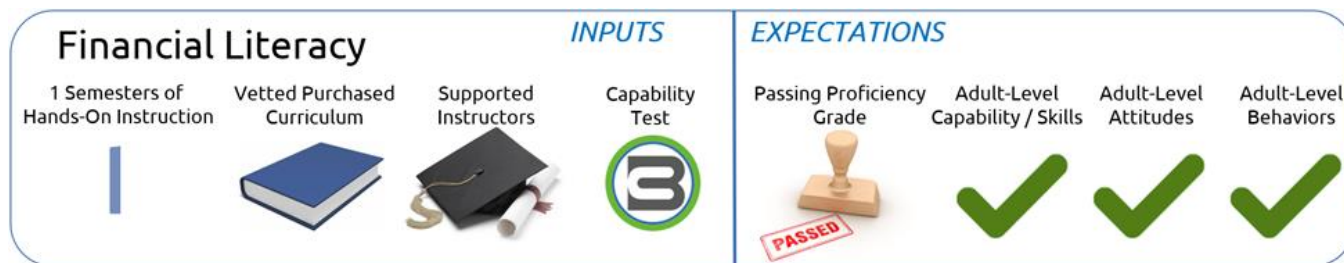 Financial Literacy
INPUTS
EXPECTATIONS
1 Semesters of
Hands-On Instruction
Vetted Purchased
Curriculum
Supported
Instructors
Capability
Test
Passing Proficiency
Grade
Adult-Level
Capability / Skills
Adult-Level
Attitudes
Adult-Level
Behaviors
PASSED